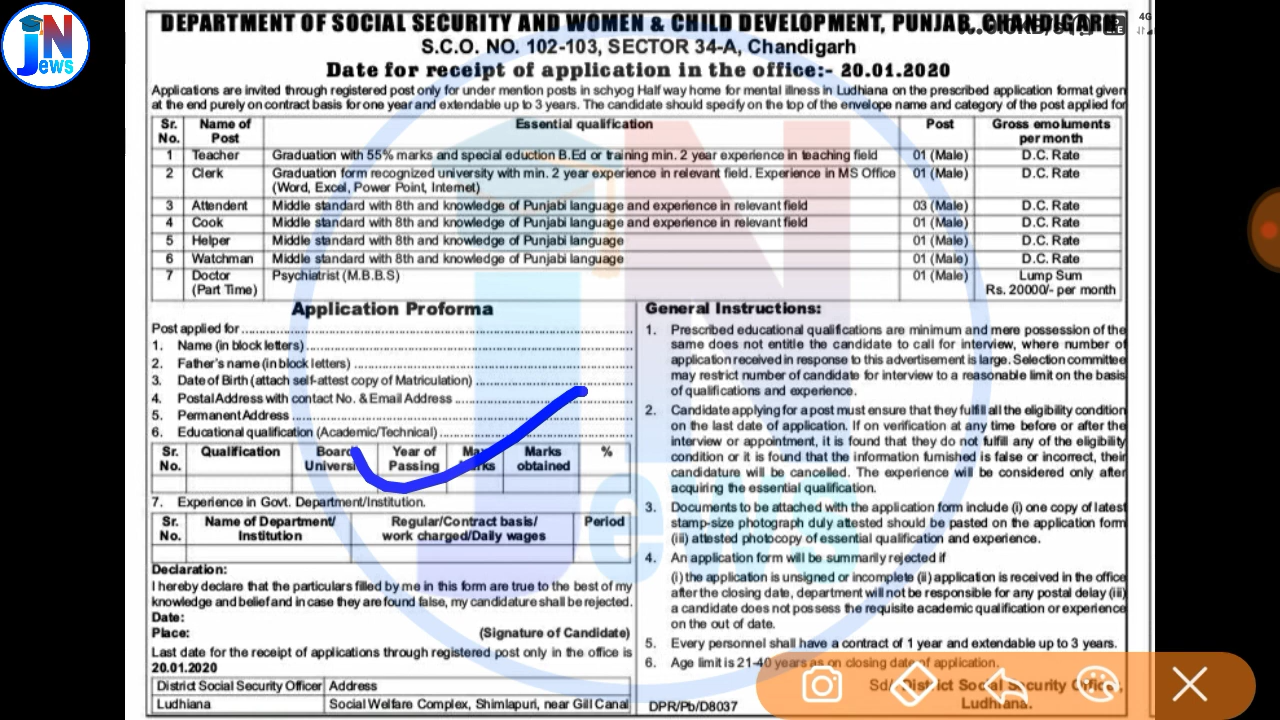 jN
Jews
4G
DEPARTMENT OF SOCIAL SECURITY AND WOMEN & CHILD DEVELOPMENT, PUNJAB, CHANDIGARH
S.C.O. NO. 102-103, SECTOR 34-A, Chandigarh
Date for receipt of application in the office:- 20.01.2020
Applications are invited through registered post only for under mention posts in schyog Half way home for mental illness in Ludhiana on the prescribed application format given
at the end purely on contract basis for one year and extendable up to 3 years. The candidate should specify on the top of the envelope name and category of the post applied for
Sr. No. Name of Post Essential qualification Post Gross emoluments per month
1 Teacher Graduation with 55% marks and special eduction B.Ed or training min. 2 year experience in teaching field 01 (Male) D.C. Rate
2 Clerk Graduation form recognized university with min. 2 year experience in relevant field. Experience in MS Office 01 (Male) D.C. Rate
(Word, Excel, Power Point, Internet)
3 Attendent Middle standard with 8th and knowledge of Punjabi language and experience in relevant field 03 (Male) D.C. Rate
4 Cook Middle standard with 8th and knowledge of Punjabi language and experience in relevant field 01 (Male) D.C. Rate
5 Helper Middle standard with 8th and knowledge of Punjabi language 01 (Male) D.C. Rate
6 Watchman Middle standard with 8th and knowledge of Punjabi language 01 (Male) D.C. Rate
7 Doctor Psychiatrist (M.B.B.S) 01 (Male) Lump Sum
(Part Time) Rs. 20000/- per month
Application Proforma
Post applied for
1. Name (in block letters)
2. Father's name (in block letters)
3. Date of Birth (attach self-attest copy of Matriculation)
4. Postal Address with contact No. & Email Address
5. Permanent Address
6. Educational qualification (Academic/Technical)
Sr. No. Qualification Board Year of Passing Marks obtained %
7. Experience in Govt. Department/Institution.
Sr. No. Name of Department/ Institution Regular/Contract basis/ work charged/Daily wages Period
Declaration:
I hereby declare that the particulars filled by me in this form are true to the best of my
knowledge and belief and in case they are found false, my candidature shall be rejected.
Date:
Place: (Signature of Candidate)
Last date for the receipt of applications through registered post only in the office is
20.01.2020
District Social Security Officer Address
Ludhiana Social Welfare Complex, Shimlapuri, near Gill Canal
General Instructions:
1. Prescribed educational qualifications are minimum and mere possession of the
same does not entitle the candidate to call for interview, where number of
application received in response to this advertisement is large. Selection committee
may restrict number of candidate for interview to a reasonable limit on the basis
of qualifications and experience.
2. Candidate applying for a post must ensure that they fulfill all the eligibility condition
on the last date of application. If on verification at any time before or after the
interview or appointment, it is found that they do not fulfill any of the eligibility
condition or it is found that the information furnished is false or incorrect, their
candidature will be cancelled. The experience will be considered only after
acquiring the essential qualification.
3. Documents to be attached with the application form include (i) one copy of latest
stamp-size photograph duly attested should be pasted on the application form
(iii) attested photocopy of essential qualification and experience.
4. An application form will be summarily rejected if
(i) the application is unsigned or incomplete (ii) application is received in the office
after the closing date, department will not be responsible for any postal delay (iii)
a candidate does not possess the requisite academic qualification or experience
on the out of date.
5. Every personnel shall have a contract of 1 year and extendable up to 3 years.
6. Age limit is 21-40 years as on closing date of application.
Sd/- District Social Security Officer,
Ludhiana.
DPR/Pb/D8037